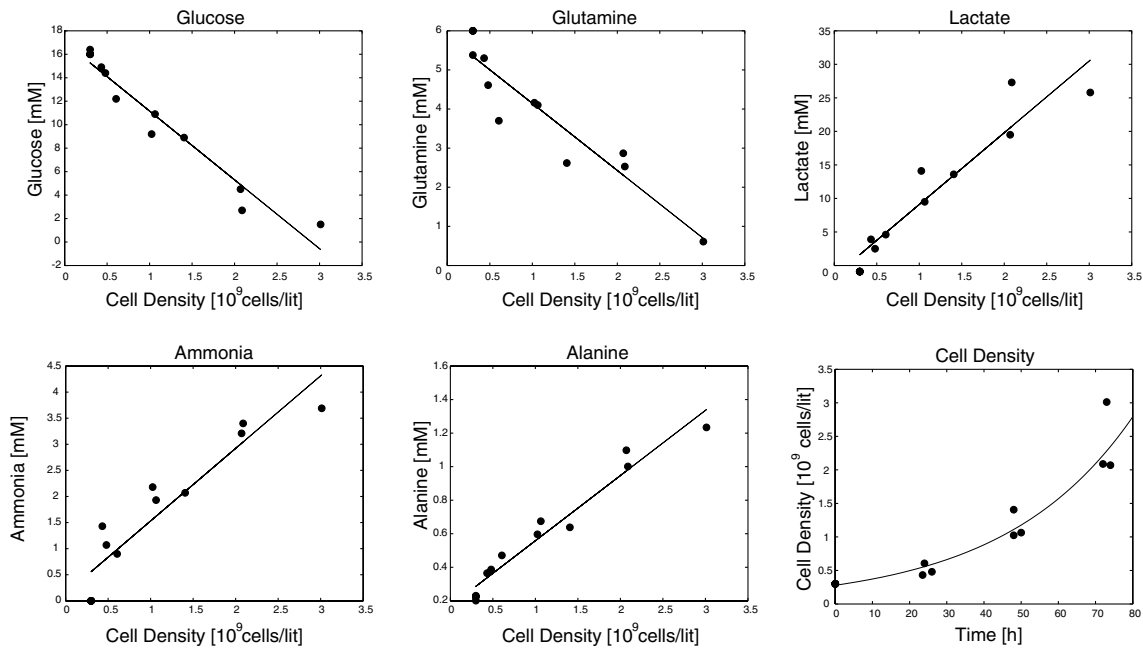 Glucose
18
16
14
12
10
8
6
4
2
0
-2
Glucose [mM]
0 0.5 1 1.5 2 2.5 3 3.5
Cell Density [10⁹cells/lit]
Glutamine
6
5
4
3
2
1
0
Glutamine [mM]
0 0.5 1 1.5 2 2.5 3 3.5
Cell Density [10⁹cells/lit]
Lactate
35
30
25
20
15
10
5
0
Lactate [mM]
0 0.5 1 1.5 2 2.5 3 3.5
Cell Density [10⁹cells/lit]
Ammonia
4.5
4
3.5
3
2.5
2
1.5
1
0.5
0
Ammonia [mM]
0 0.5 1 1.5 2 2.5 3 3.5
Cell Density [10⁹cells/lit]
Alanine
1.6
1.4
1.2
1
0.8
0.6
0.4
0.2
Alanine [mM]
0 0.5 1 1.5 2 2.5 3 3.5
Cell Density [10⁹cells/lit]
Cell Density
3.5
3
2.5
2
1.5
1
0.5
0
Cell Density [10⁹ cells/lit]
0 10 20 30 40 50 60 70 80
Time [h]